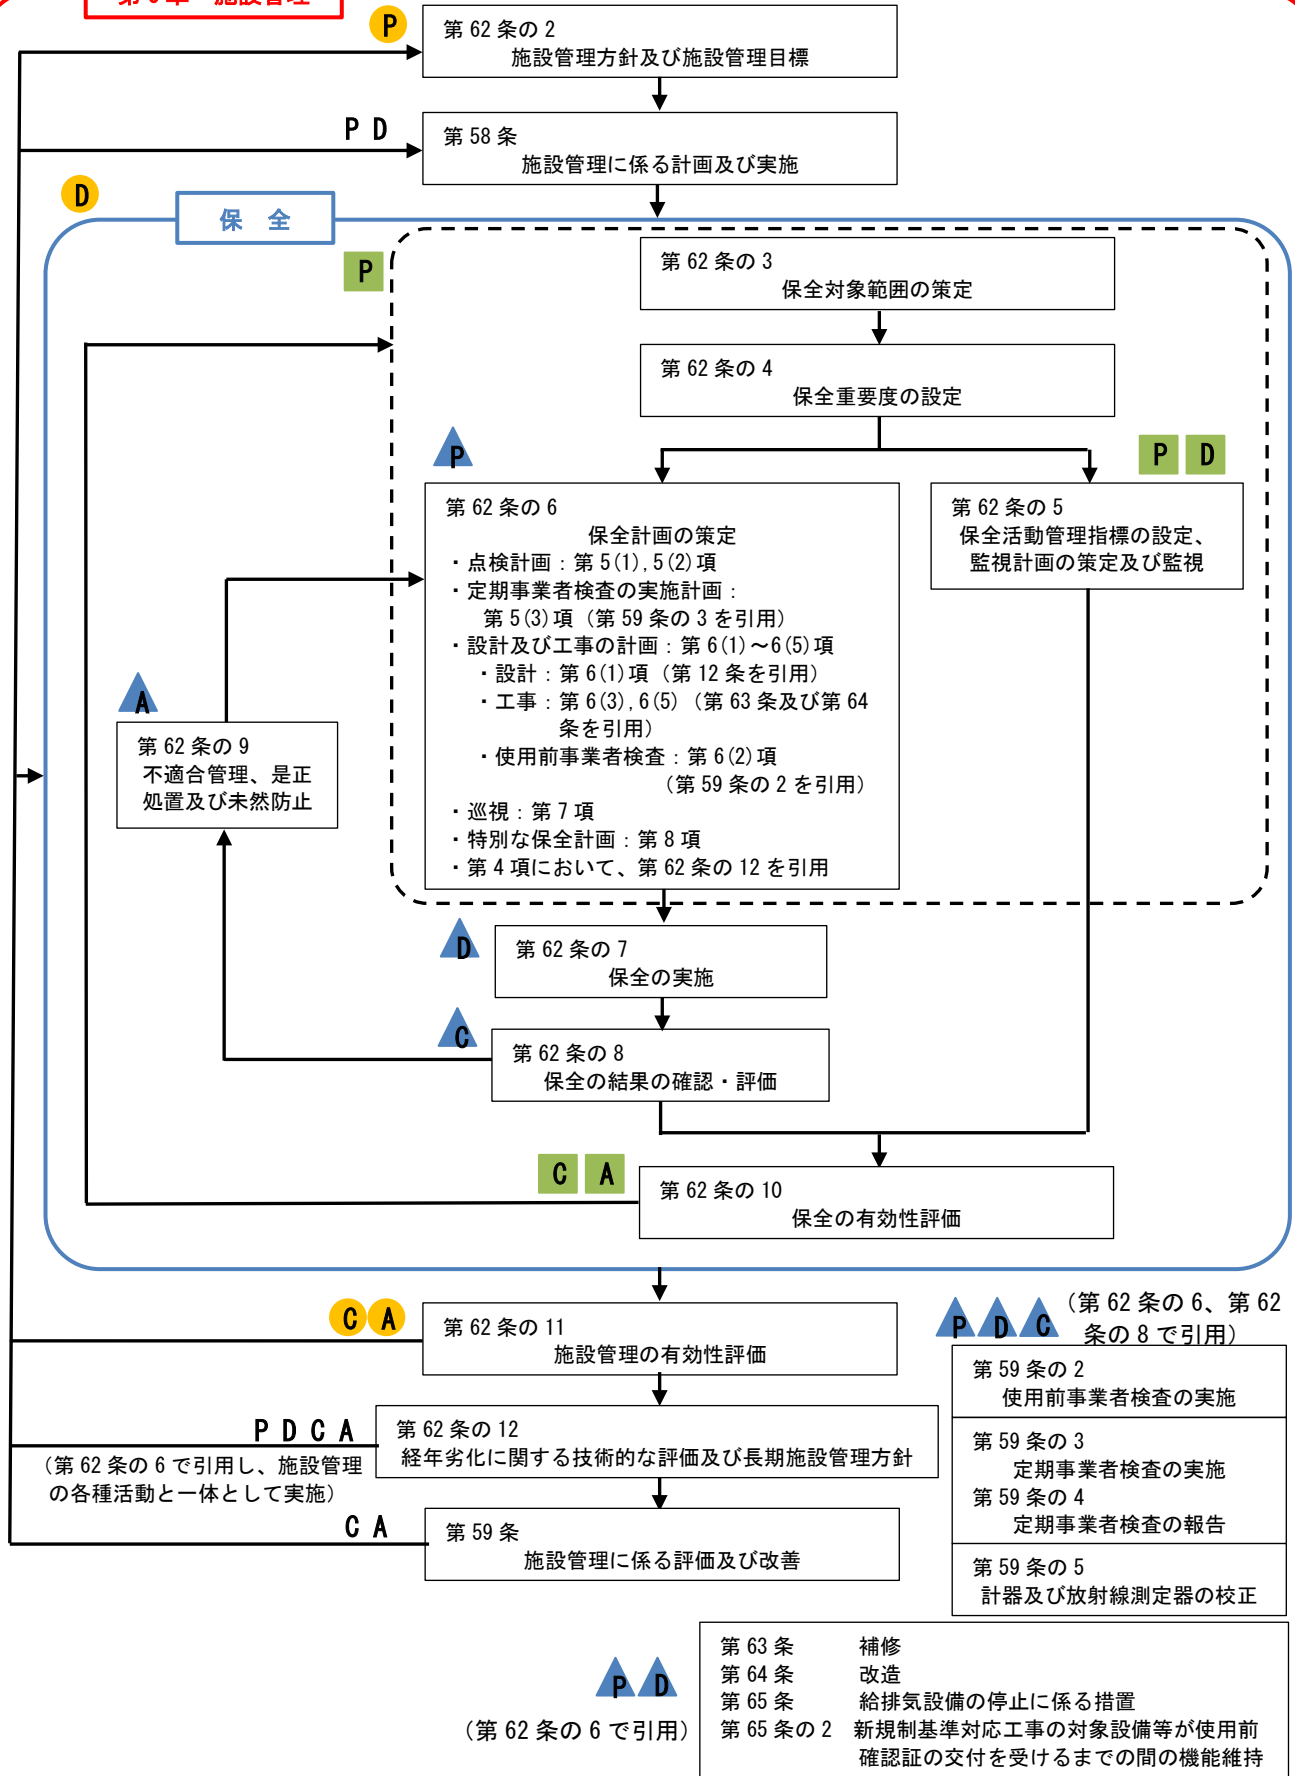 第 6 章　施設管理
P
第 62 条の 2
施設管理方針及び施設管理目標
P D
第 58 条
施設管理に係る計画及び実施
D
保　全
P
第 62 条の 3
保全対象範囲の策定
第 62 条の 4
保全重要度の設定
P
P D
第 62 条の 6
保全計画の策定
・点検計画：第 5(1), 5(2) 項
・定期事業者検査の実施計画：
第 5(3) 項（第 59 条の 3 を引用）
・設計及び工事の計画：第 6(1)～6(5) 項
・設計：第 6(1) 項（第 12 条を引用）
・工事：第 6(3), 6(5)（第 63 条及び第 64
条を引用）
・使用前事業者検査：第 6(2) 項
（第 59 条の 2 を引用）
・巡視：第 7 項
・特別な保全計画：第 8 項
・第 4 項において、第 62 条の 12 を引用
第 62 条の 5
保全活動管理指標の設定、
監視計画の策定及び監視
A
第 62 条の 9
不適合管理、是正
処置及び未然防止
D
第 62 条の 7
保全の実施
C
第 62 条の 8
保全の結果の確認・評価
C A
第 62 条の 10
保全の有効性評価
C A
第 62 条の 11
施設管理の有効性評価
P D C A
（第 62 条の 6 で引用し、施設管理
の各種活動と一体として実施）
第 62 条の 12
経年劣化に関する技術的な評価及び長期施設管理方針
C A
第 59 条
施設管理に係る評価及び改善
P D C
（第 62 条の 6、第 62
条の 8 で引用）
第 59 条の 2
使用前事業者検査の実施
第 59 条の 3
定期事業者検査の実施
第 59 条の 4
定期事業者検査の報告
第 59 条の 5
計器及び放射線測定器の校正
P D
（第 62 条の 6 で引用）
第 63 条　補修
第 64 条　改造
第 65 条　給排気設備の停止に係る措置
第 65 条の 2　新規制基準対応工事の対象設備等が使用前
確認証の交付を受けるまでの間の機能維持